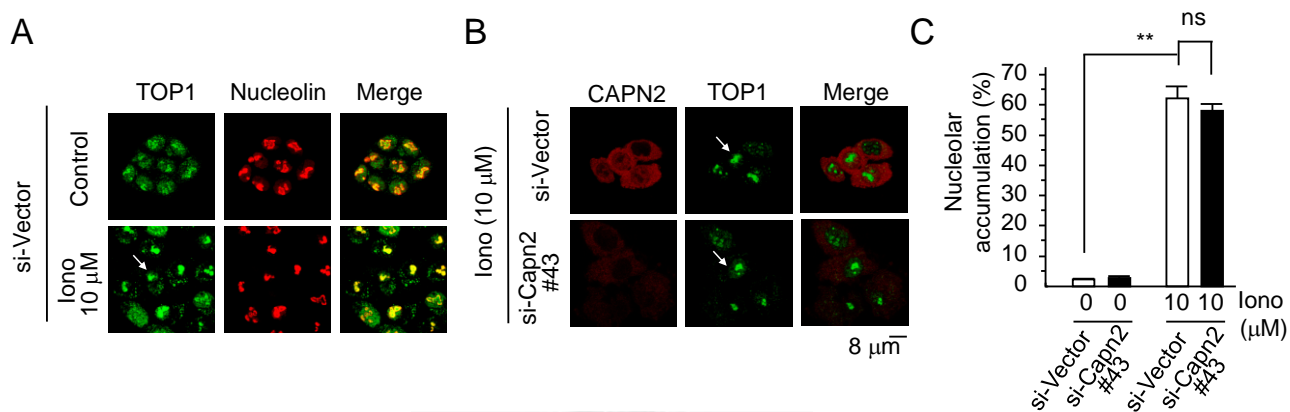 A
TOP1 Nucleolin Merge
si-Vector
Control
Iono
10 μM
B
CAPN2 TOP1 Merge
Iono (10 μM)
si-Vector
si-Capn2
#43
8 μm
C
ns
**
Nucleolar
accumulation (%)
70
60
50
40
30
20
10
0
0 0 10 10 Iono
(μM)
si-Vector
si-Capn2
#43
si-Vector
si-Capn2
#43